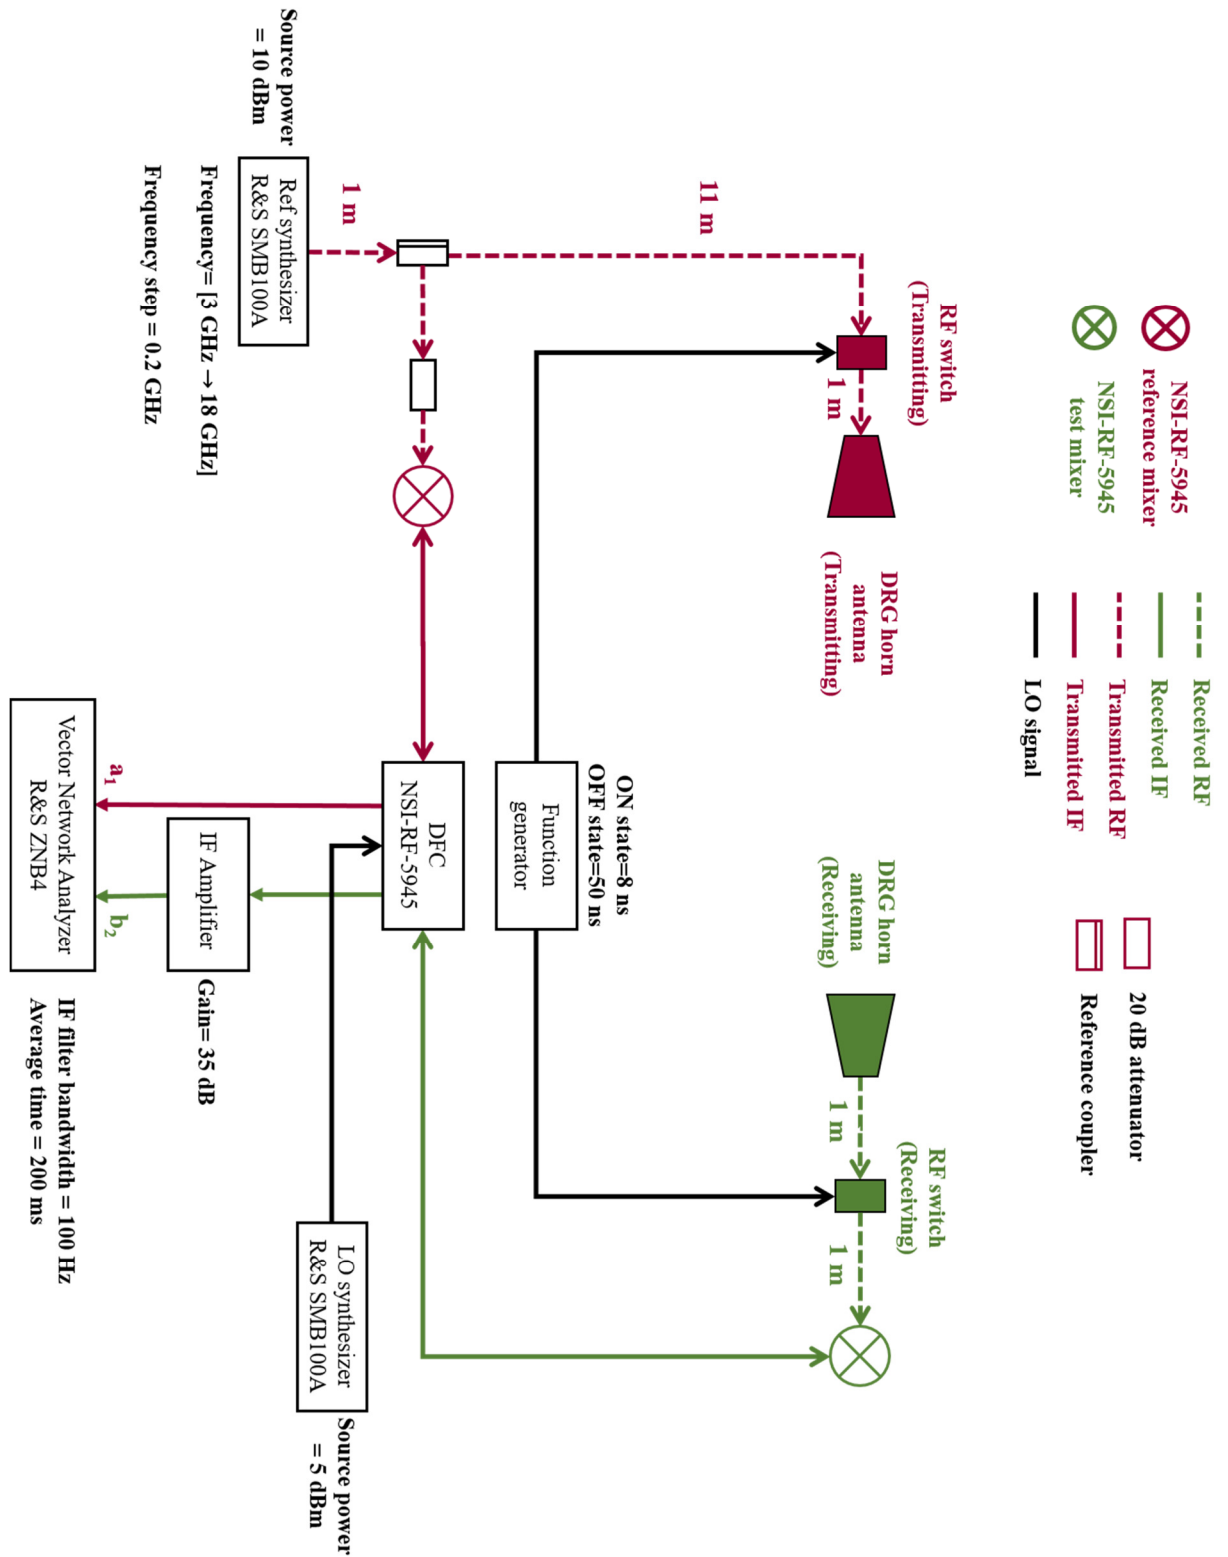 NSI-RF-5945
reference mixer
NSI-RF-5945
test mixer
Received RF
Received IF
Transmitted RF
Transmitted IF
LO signal
20 dB attenuator
Reference coupler
RF switch
(Transmitting)
DRG horn
antenna
(Transmitting)
DRG horn
antenna
(Receiving)
RF switch
(Receiving)
11 m
1 m
1 m
1 m
1 m
ON state=8 ns
OFF state=50 ns
Function
generator
Source power
= 10 dBm
Ref synthesizer
R&S SMB100A
Frequency= [3 GHz → 18 GHz]
Frequency step = 0.2 GHz
DFC
NSI-RF-5945
LO synthesizer
R&S SMB100A
Source power
= 5 dBm
IF Amplifier
Gain= 35 dB
a₁
b₂
Vector Network Analyzer
R&S ZNB4
IF filter bandwidth = 100 Hz
Average time = 200 ms